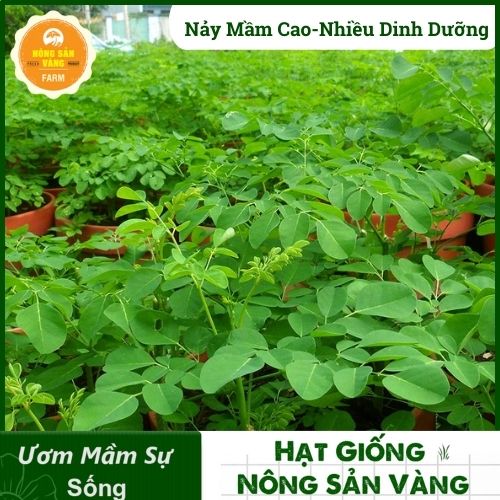 Nảy Mầm Cao-Nhiều Dinh Dưỡng
NÔNG SẢN
VÀNG
FARM
Ươm Mầm Sự
Sống
HẠT GIỐNG
NÔNG SẢN VÀNG